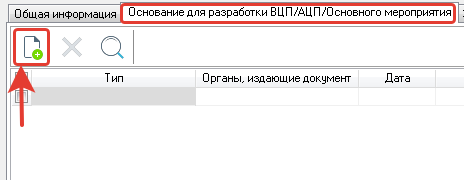 Общая информация Основание для разработки ВЦП/АЦП/Основного мероприятия
Тип Органы, издающие документ Дата